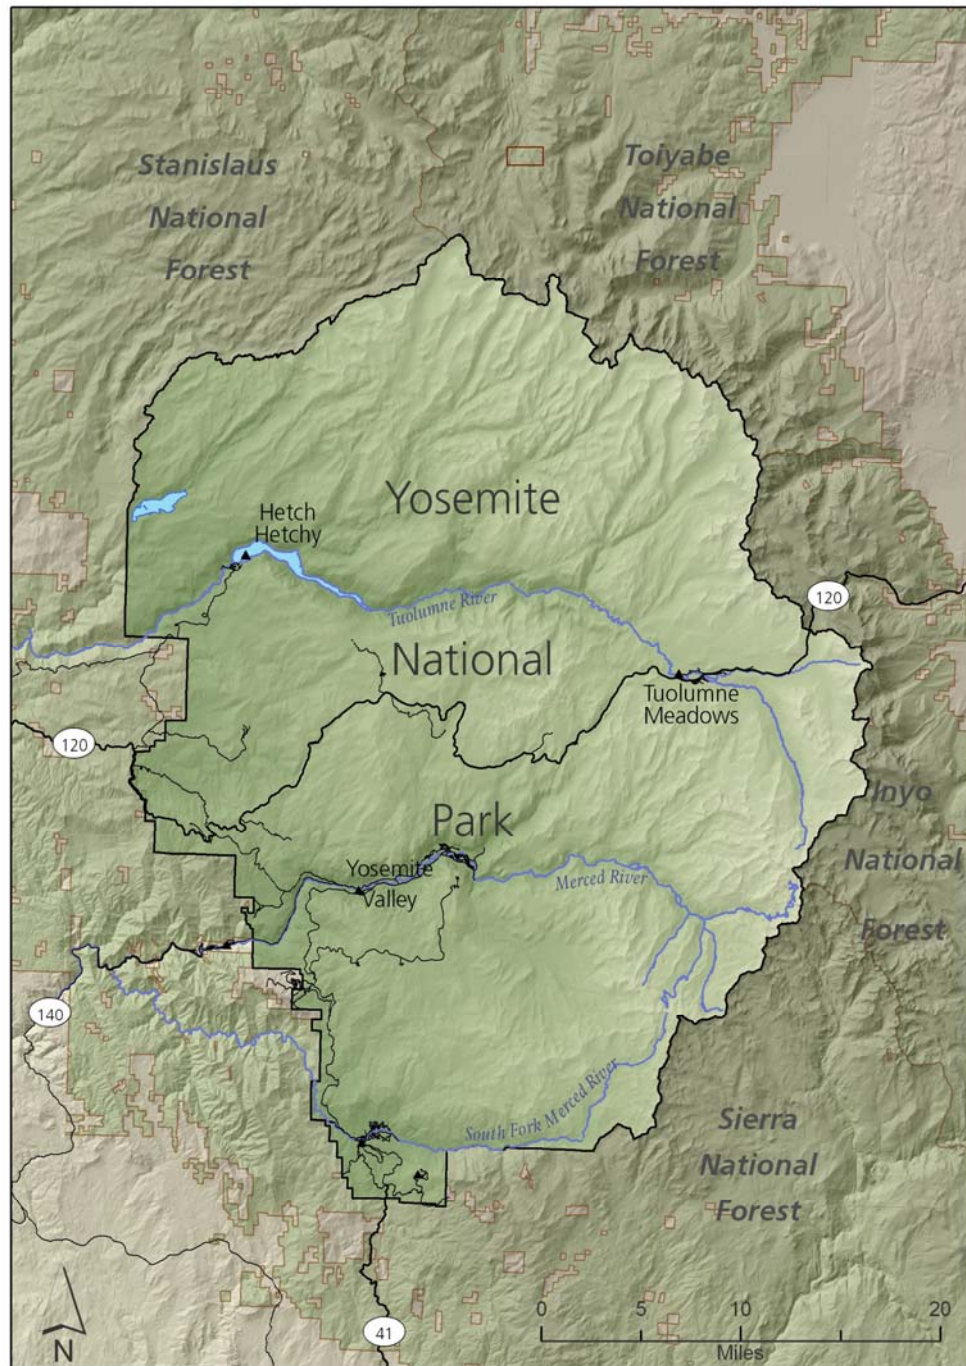 Stanislaus
National
Forest
Toiyabe
National
Forest
Yosemite
Hetch
Hetchy
Tuolumne River
120
National
Tuolumne
Meadows
120
Inyo
National
Forest
Park
Yosemite
Valley
Merced River
140
South Fork Merced River
Sierra
National
Forest
N
41
0 5 10 20
Miles